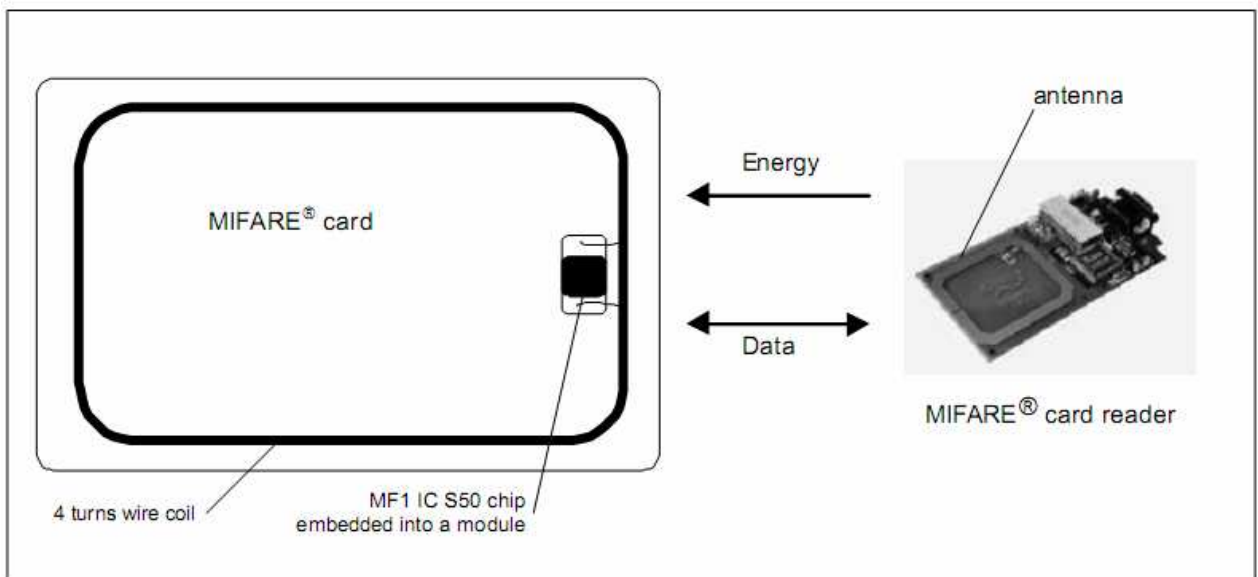 antenna
Energy
MIFARE® card
Data
MIFARE® card reader
4 turns wire coil
MF1 IC S50 chip
embedded into a module